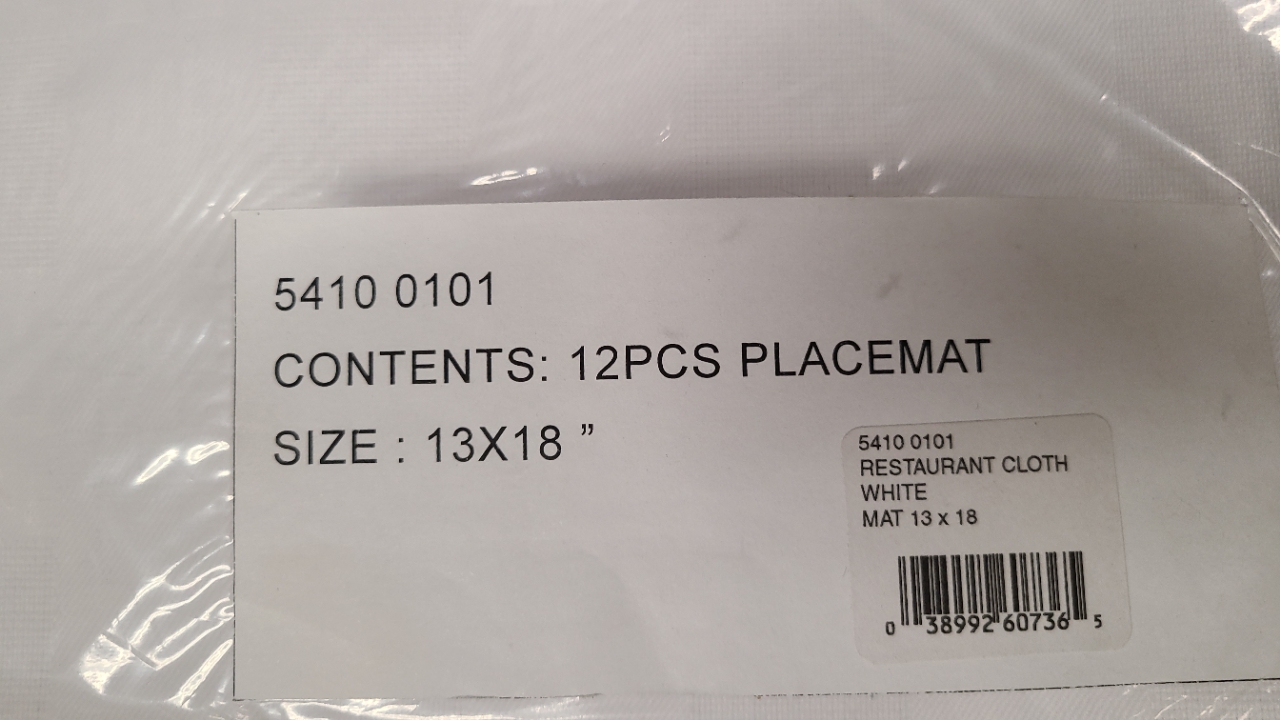 5410 0101
CONTENTS: 12PCS PLACEMAT
SIZE : 13X18 ”
5410 0101
RESTAURANT CLOTH
WHITE
MAT 13 x 18
0 38992 60736 5